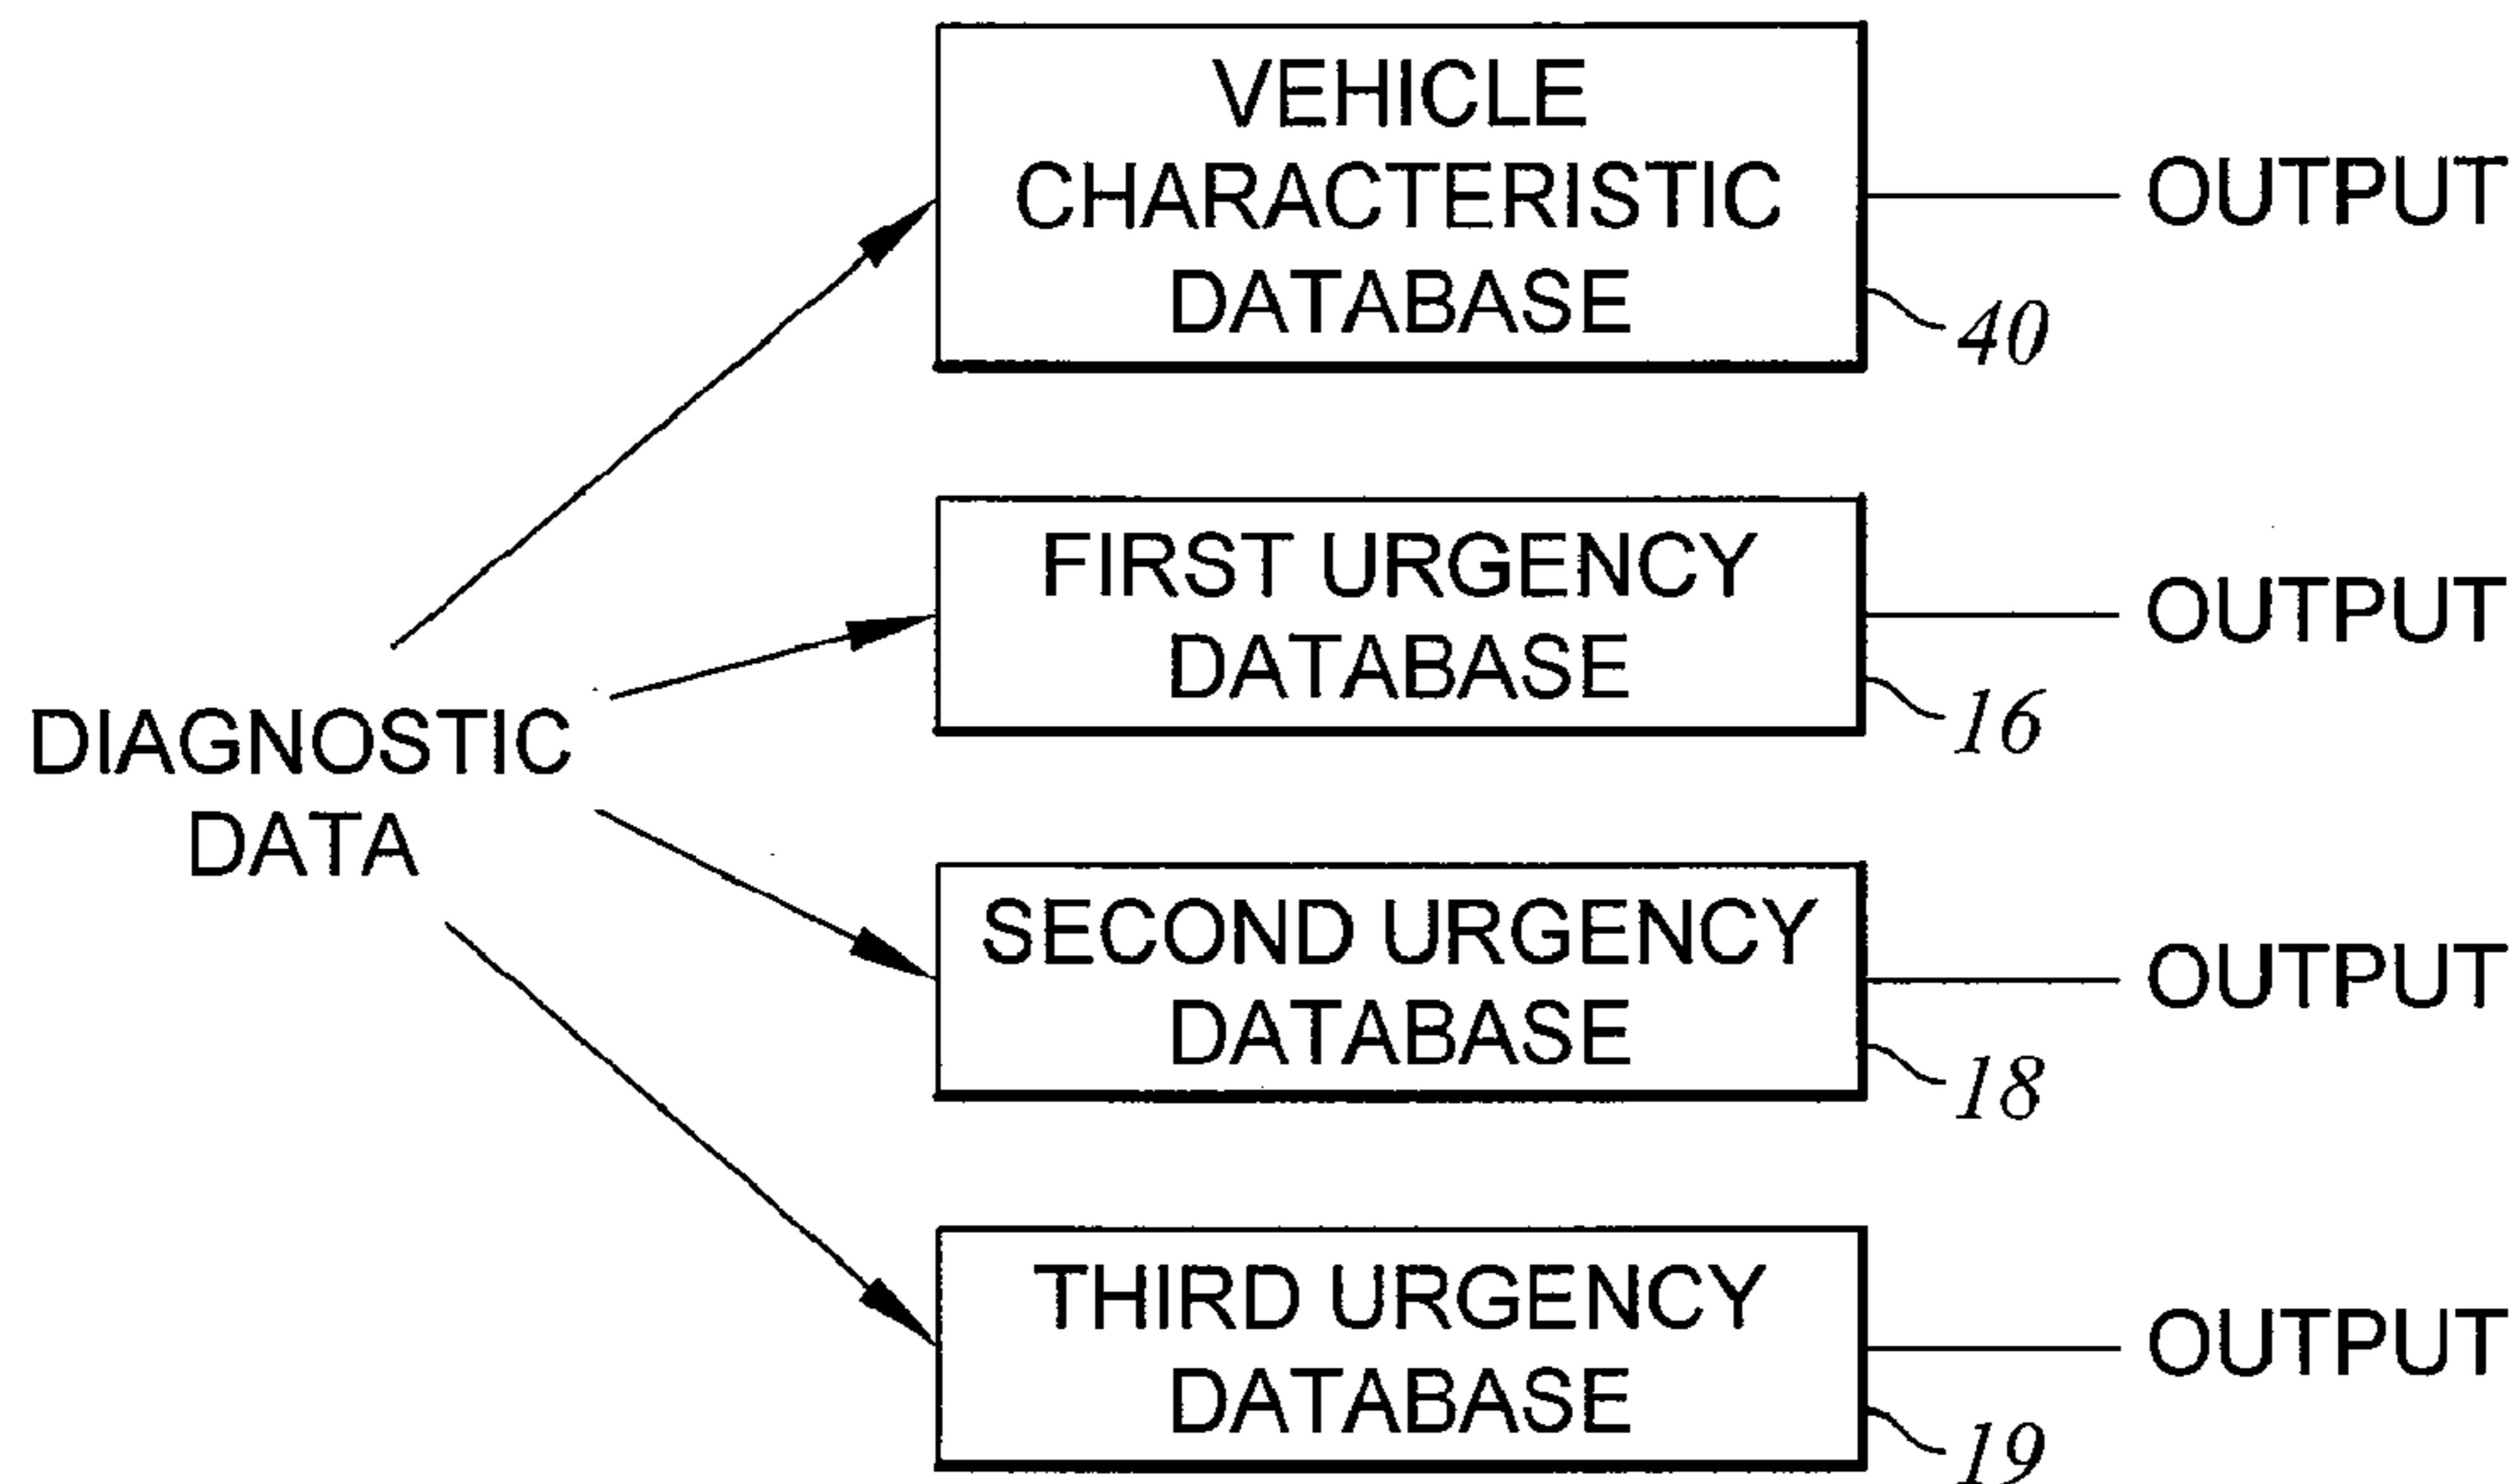 VEHICLE
CHARACTERISTIC
DATABASE
OUTPUT
40
FIRST URGENCY
DATABASE
OUTPUT
16
DIAGNOSTIC
DATA
SECOND URGENCY
DATABASE
OUTPUT
18
THIRD URGENCY
DATABASE
OUTPUT
19